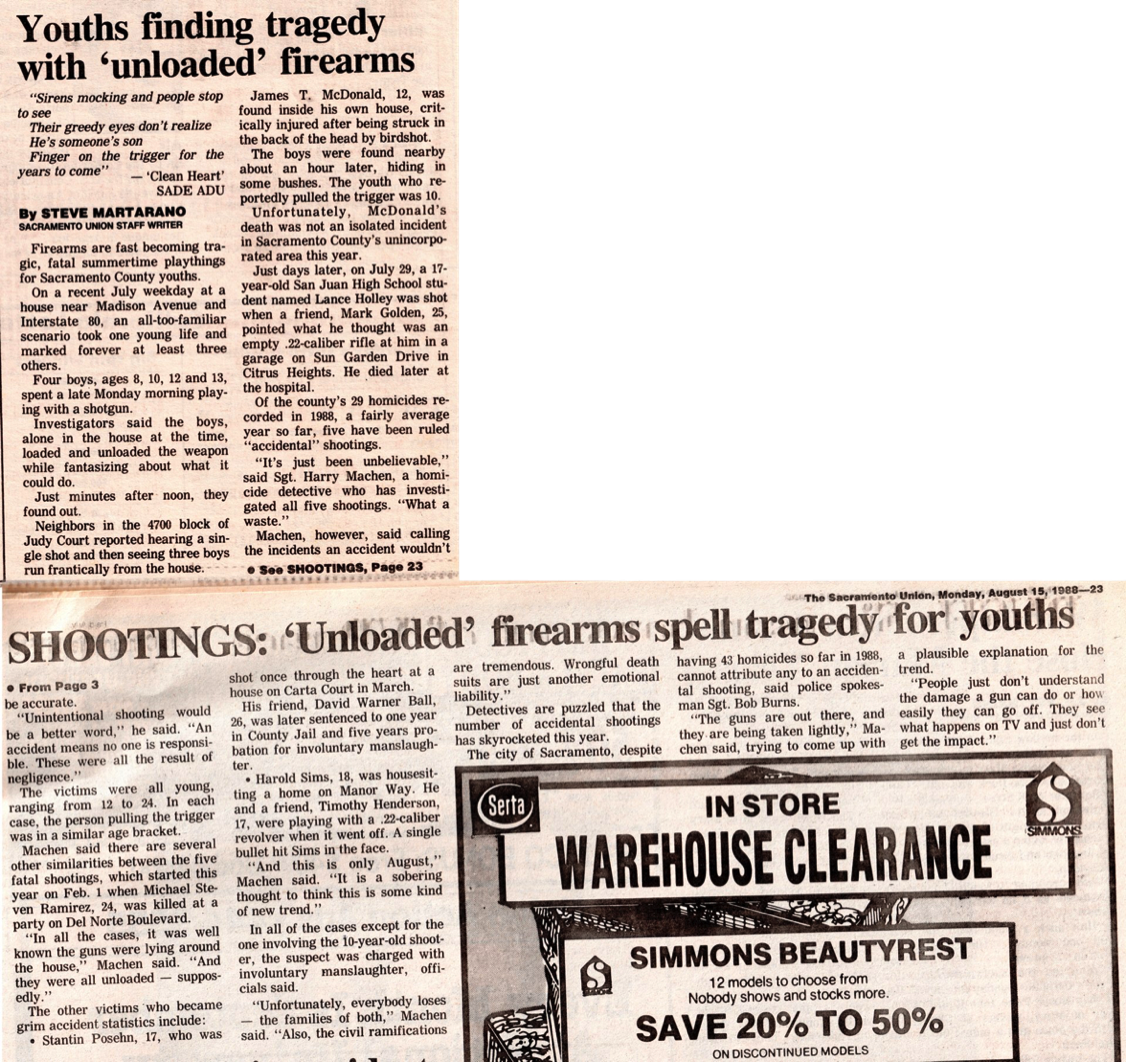 Youths finding tragedy
with ‘unloaded’ firearms
“Sirens mocking and people stop
to see
Their greedy eyes don’t realize
He’s someone’s son
Finger on the trigger for the
years to come”
— ‘Clean Heart’
SADE ADU
By STEVE MARTARANO
SACRAMENTO UNION STAFF WRITER
Firearms are fast becoming tra-
gic, fatal summertime playthings
for Sacramento County youths.
On a recent July weekday at a
house near Madison Avenue and
Interstate 80, an all-too-familiar
scenario took one young life and
marked forever at least three
others.
Four boys, ages 8, 10, 12 and 13,
spent a late Monday morning play-
ing with a shotgun.
Investigators said the boys,
alone in the house at the time,
loaded and unloaded the weapon
while fantasizing about what it
could do.
Just minutes after noon, they
found out.
Neighbors in the 4700 block of
Judy Court reported hearing a sin-
gle shot and then seeing three boys
run frantically from the house.
James T. McDonald, 12, was
found inside his own house, crit-
ically injured after being struck in
the back of the head by birdshot.
The boys were found nearby
about an hour later, hiding in
some bushes. The youth who re-
portedly pulled the trigger was 10.
Unfortunately, McDonald’s
death was not an isolated incident
in Sacramento County’s unincorpo-
rated area this year.
Just days later, on July 29, a 17-
year-old San Juan High School stu-
dent named Lance Holley was shot
when a friend, Mark Golden, 25,
pointed what he thought was an
empty .22-caliber rifle at him in a
garage on Sun Garden Drive in
Citrus Heights. He died later at
the hospital.
Of the county’s 29 homicides re-
corded in 1988, a fairly average
year so far, five have been ruled
“accidental” shootings.
“It’s just been unbelievable,”
said Sgt. Harry Machen, a homi-
cide detective who has investi-
gated all five shootings. “What a
waste.”
Machen, however, said calling
the incidents an accident wouldn’t
• See SHOOTINGS, Page 23
The Sacramento Union, Monday, August 15, 1988—23
SHOOTINGS: ‘Unloaded’ firearms spell tragedy for youths
• From Page 3
be accurate.
“Unintentional shooting would
be a better word,” he said. “An
accident means no one is responsi-
ble. These were all the result of
negligence.”
The victims were all young,
ranging from 12 to 24. In each
case, the person pulling the trigger
was in a similar age bracket.
Machen said there are several
other similarities between the five
fatal shootings, which started this
year on Feb. 1 when Michael Ste-
ven Ramirez, 24, was killed at a
party on Del Norte Boulevard.
“In all the cases, it was well
known the guns were lying around
the house,” Machen said. “And
they were all unloaded — suppos-
edly.”
The other victims who became
grim accident statistics include:
• Stantin Posehn, 17, who was
shot once through the heart at a
house on Carta Court in March.
His friend, David Warner Ball,
26, was later sentenced to one year
in County Jail and five years pro-
bation for involuntary manslaugh-
ter.
• Harold Sims, 18, was housesit-
ting a home on Manor Way. He
and a friend, Timothy Henderson,
17, were playing with a .22-caliber
revolver when it went off. A single
bullet hit Sims in the face.
“And this is only August,”
Machen said. “It is a sobering
thought to think this is some kind
of new trend.”
In all of the cases except for the
one involving the 10-year-old shoot-
er, the suspect was charged with
involuntary manslaughter, offi-
cials said.
“Unfortunately, everybody loses
— the families of both,” Machen
said. “Also, the civil ramifications
are tremendous. Wrongful death
suits are just another emotional
liability.”
Detectives are puzzled that the
number of accidental shootings
has skyrocketed this year.
The city of Sacramento, despite
having 43 homicides so far in 1988,
cannot attribute any to an acciden-
tal shooting, said police spokes-
man Sgt. Bob Burns.
“The guns are out there, and
they are being taken lightly,” Ma-
chen said, trying to come up with
a plausible explanation for the
trend.
“People just don’t understand
the damage a gun can do or how
easily they can go off. They see
what happens on TV and just don’t
get the impact.”
Serta
IN STORE
WAREHOUSE CLEARANCE
SIMMONS
SIMMONS BEAUTYREST
12 models to choose from
Nobody shows and stocks more.
SAVE 20% TO 50%
ON DISCONTINUED MODELS